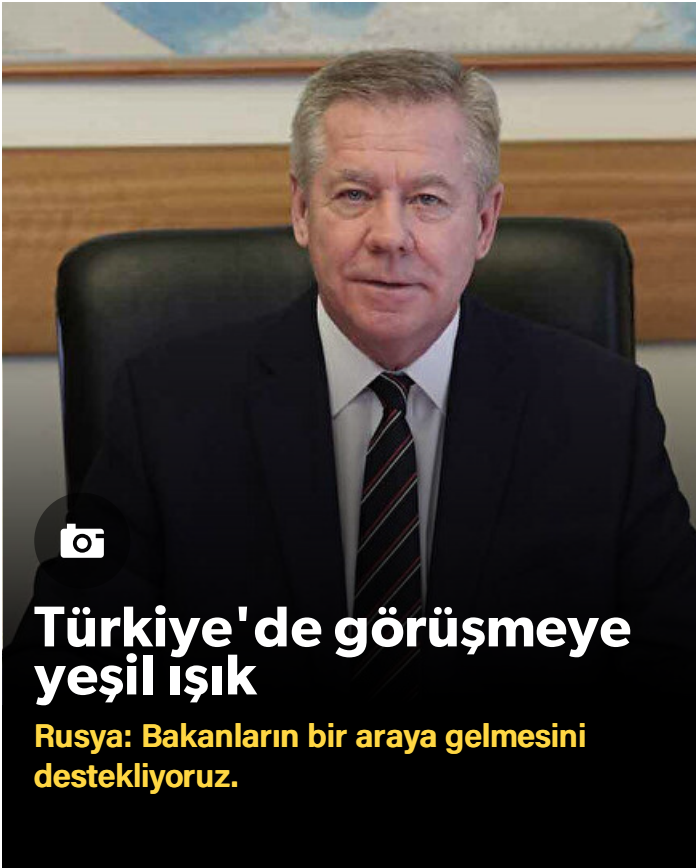 Türkiye'de görüşmeye
yeşil ışık
Rusya: Bakanların bir araya gelmesini
destekliyoruz.